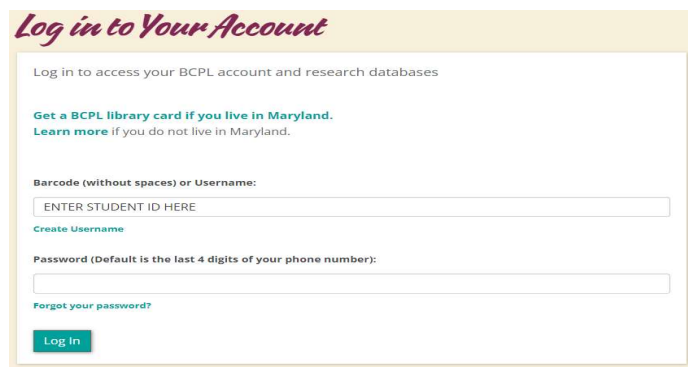 Log in to Your Account
Log in to access your BCPL account and research databases
Get a BCPL library card if you live in Maryland.
Learn more if you do not live in Maryland.
Barcode (without spaces) or Username:
ENTER STUDENT ID HERE
Create Username
Password (Default is the last 4 digits of your phone number):
Forgot your password?
Log In